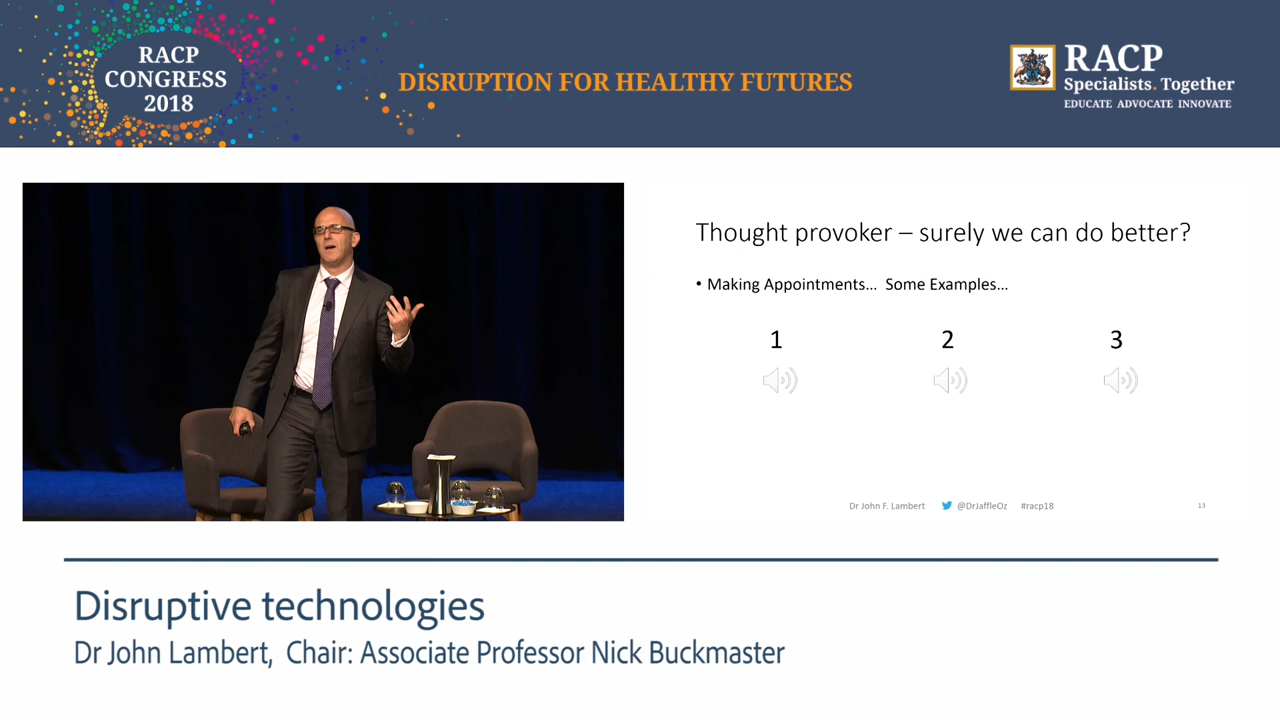 RACP
CONGRESS
2018
DISRUPTION FOR HEALTHY FUTURES
RACP
Specialists. Together
EDUCATE ADVOCATE INNOVATE
Thought provoker – surely we can do better?
• Making Appointments… Some Examples…
1 2 3
Dr John F. Lambert @DrJaffleOz #racp18 13
Disruptive technologies
Dr John Lambert, Chair: Associate Professor Nick Buckmaster